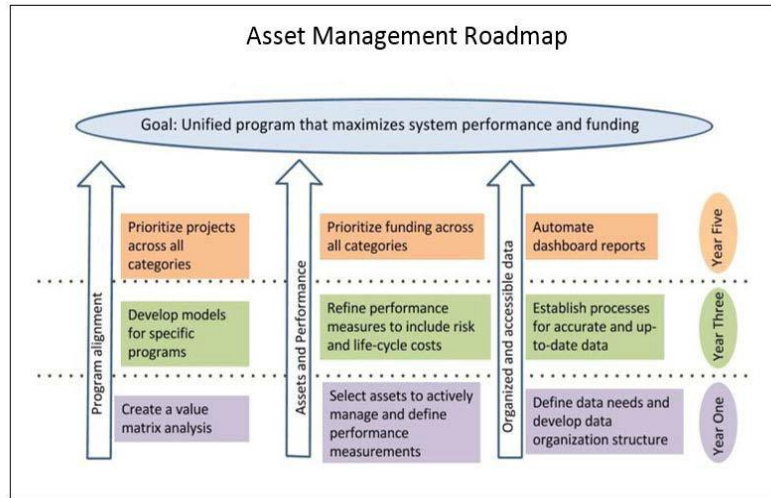 Asset Management Roadmap
Goal: Unified program that maximizes system performance and funding
Program alignment
Prioritize projects
across all
categories
Assets and Performance
Prioritize funding across
all categories
Organized and accessible data
Automate
dashboard reports
Year Five
Develop models
for specific
programs
Refine performance
measures to include risk
and life-cycle costs
Establish processes
for accurate and up-
to-date data
Year Three
Create a value
matrix analysis
Select assets to actively
manage and define
performance
measurements
Define data needs and
develop data
organization structure
Year One